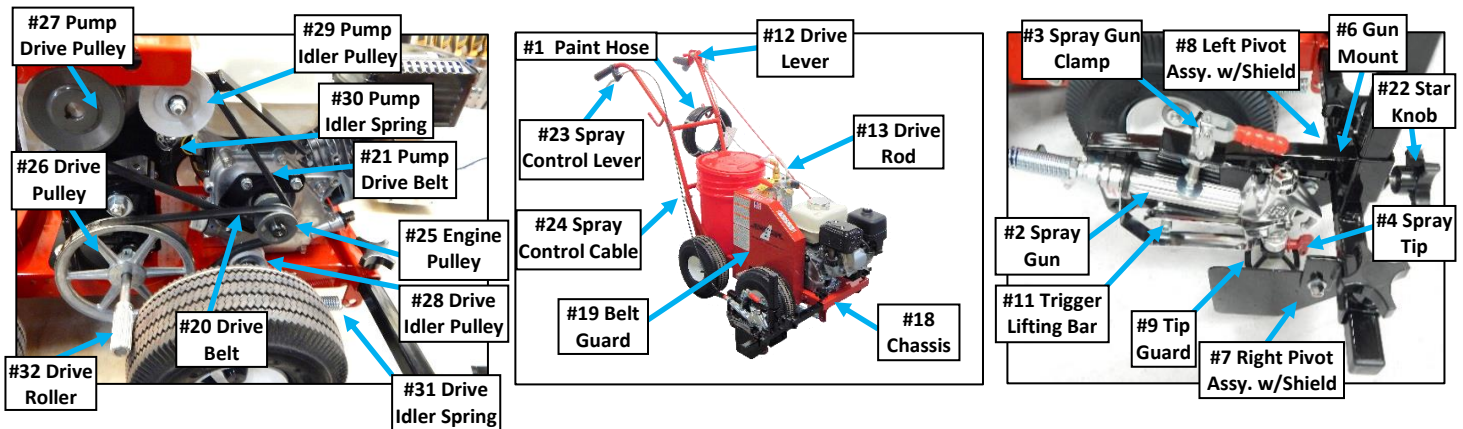 #27 Pump
Drive Pulley
#29  Pump
Idler Pulley
#30 Pump
Idler Spring
#26 Drive
Pulley
#21 Pump
Drive Belt
#25 Engine
Pulley
#28 Drive
Idler Pulley
#20 Drive
Belt
#32 Drive
Roller
#31 Drive
Idler Spring
#1  Paint Hose
#12 Drive
Lever
#23 Spray
Control Lever
#13 Drive
Rod
#24 Spray
Control Cable
#19 Belt
Guard
#18
Chassis
#3 Spray Gun
Clamp
#8 Left Pivot
Assy. w/Shield
#6 Gun
Mount
#22 Star
Knob
#2 Spray
Gun
#4 Spray
Tip
#11 Trigger
Lifting Bar
#9 Tip
Guard
#7 Right Pivot
Assy. w/Shield